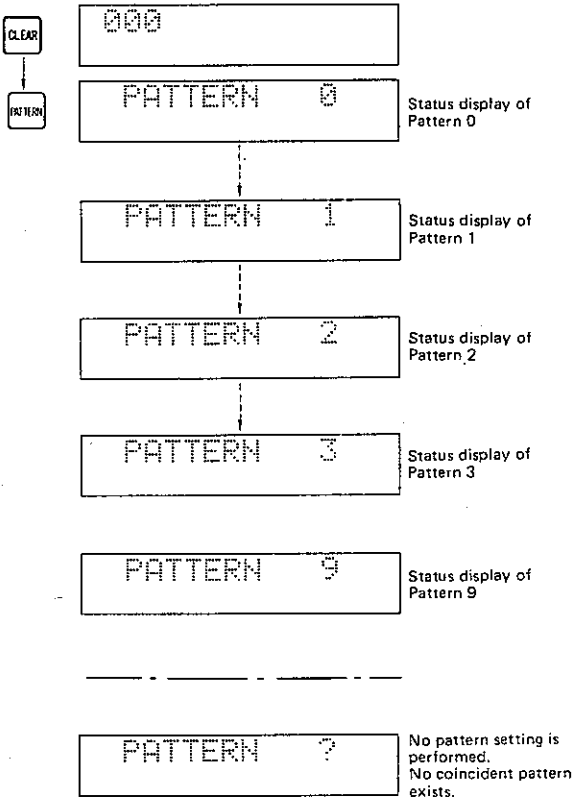 CLEAR
000
PATTERN
PATTERN 0
Status display of
Pattern 0
PATTERN 1
Status display of
Pattern 1
PATTERN 2
Status display of
Pattern 2
PATTERN 3
Status display of
Pattern 3
PATTERN 9
Status display of
Pattern 9
PATTERN ?
No pattern setting is
performed.
No coincident pattern
exists.